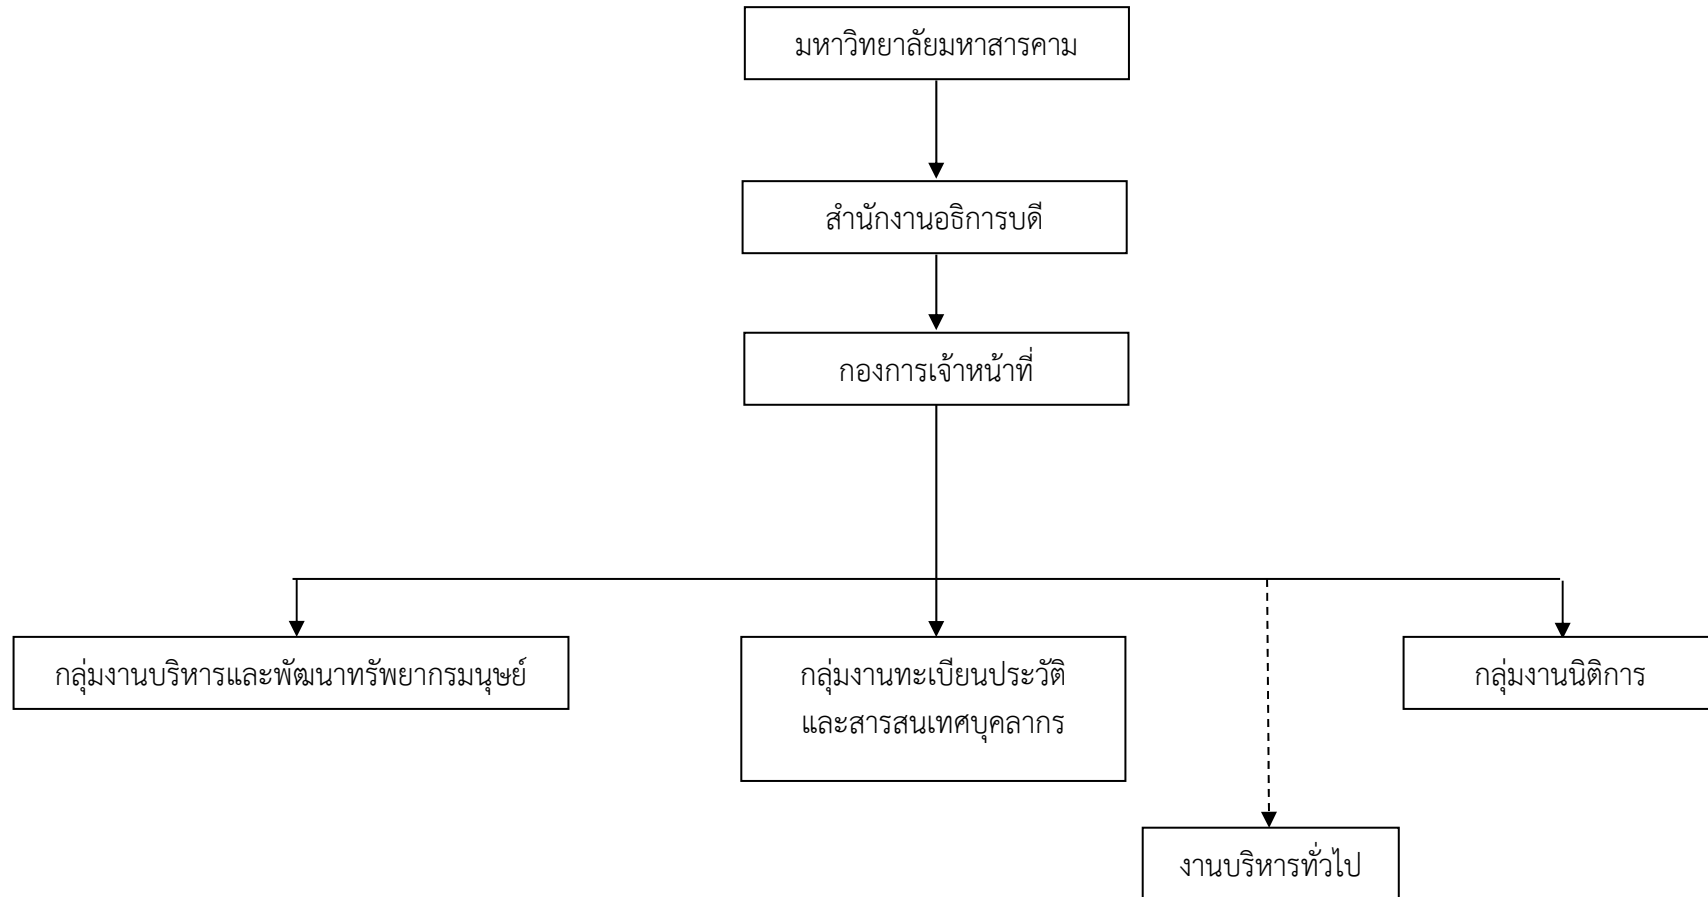 มหาวิทยาลัยมหาสารคาม
สำนักงานอธิการบดี
กองการเจ้าหน้าที่
กลุ่มงานบริหารและพัฒนาทรัพยากรมนุษย์
กลุ่มงานทะเบียนประวัติ
และสารสนเทศบุคลากร
กลุ่มงานนิติการ
งานบริหารทั่วไป